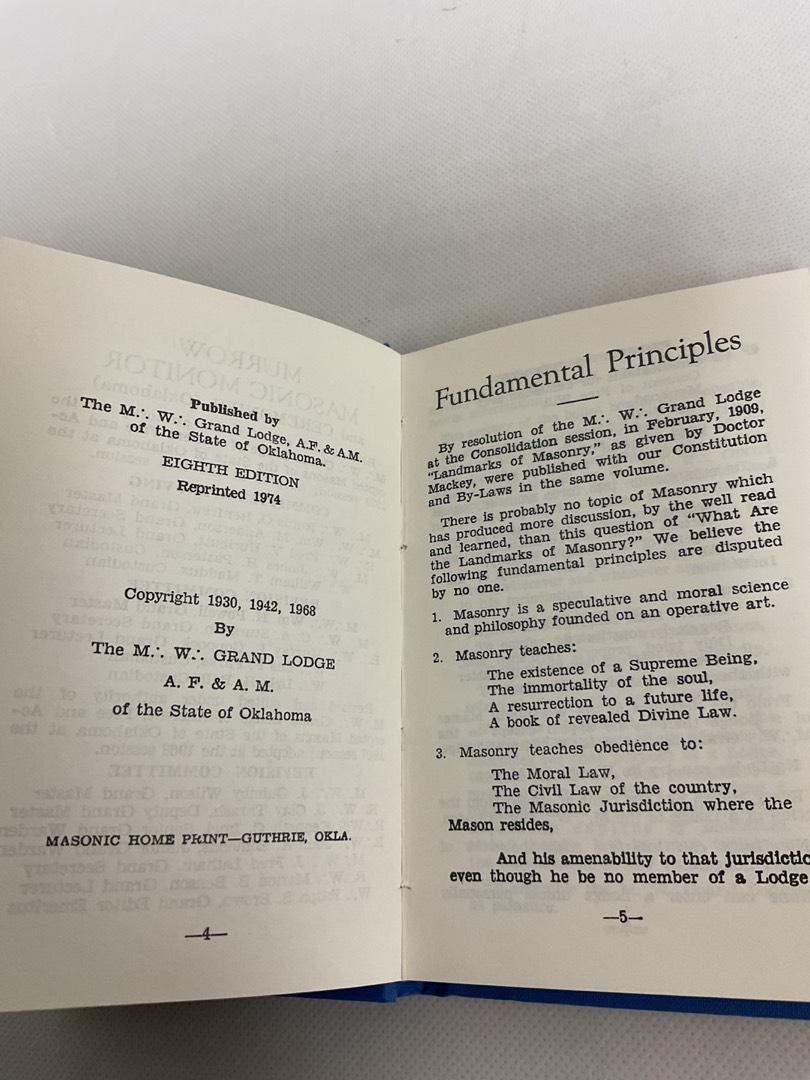 Published by
The M∴ W∴ Grand Lodge, A.F. & A.M.
of the State of Oklahoma.
EIGHTH EDITION
Reprinted 1974
Copyright 1930, 1942, 1968
By
The M∴ W∴ GRAND LODGE
A. F. & A. M.
of the State of Oklahoma
MASONIC HOME PRINT—GUTHRIE, OKLA.
—4—
Fundamental Principles
By resolution of the M∴ W∴ Grand Lodge
at the Consolidation session, in February, 1909,
"Landmarks of Masonry," as given by Doctor
Mackey, were published with our Constitution
and By-Laws in the same volume.
There is probably no topic of Masonry which
has produced more discussion, by the well read
and learned, than this question of "What Are
the Landmarks of Masonry?" We believe the
following fundamental principles are disputed
by no one.
1. Masonry is a speculative and moral science
and philosophy founded on an operative art.
2. Masonry teaches:
The existence of a Supreme Being,
The immortality of the soul,
A resurrection to a future life,
A book of revealed Divine Law.
3. Masonry teaches obedience to:
The Moral Law,
The Civil Law of the country,
The Masonic Jurisdiction where the
Mason resides,
And his amenability to that jurisdictio
even though he be no member of a Lodge
—5—